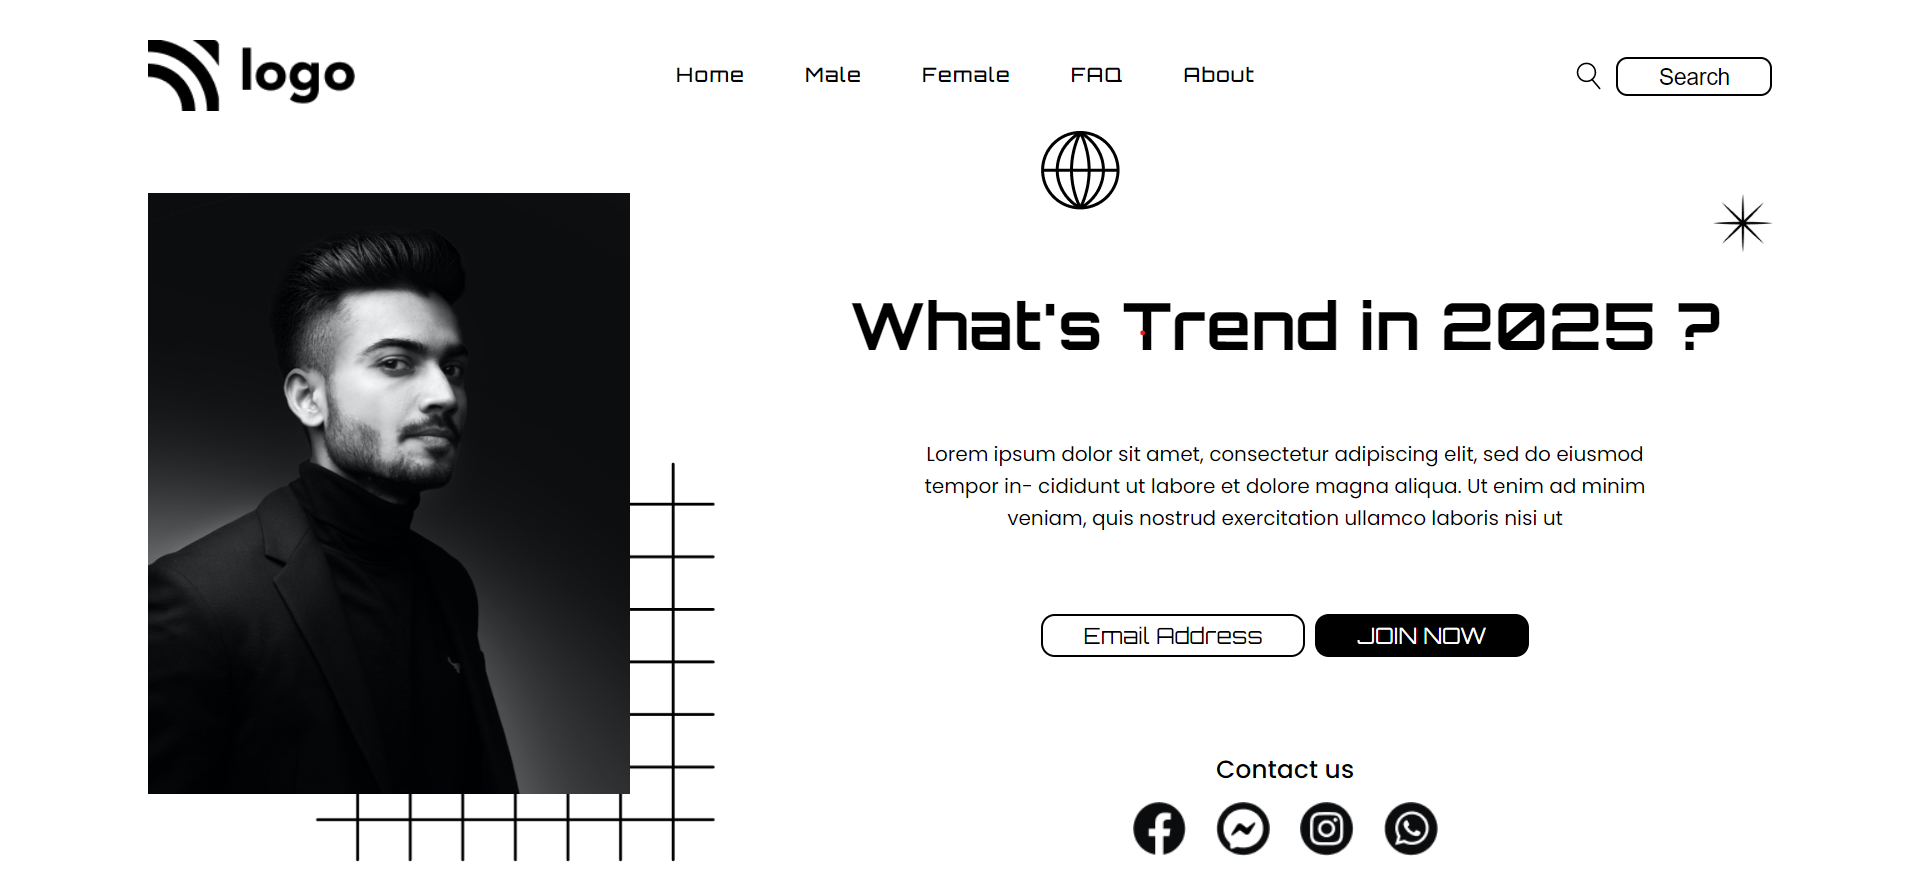 logo
Home Male Female FAQ About
Search
What's Trend in 2025 ?
Lorem ipsum dolor sit amet, consectetur adipiscing elit, sed do eiusmod
tempor in- cididunt ut labore et dolore magna aliqua. Ut enim ad minim
veniam, quis nostrud exercitation ullamco laboris nisi ut
Email Address JOIN NOW
Contact us